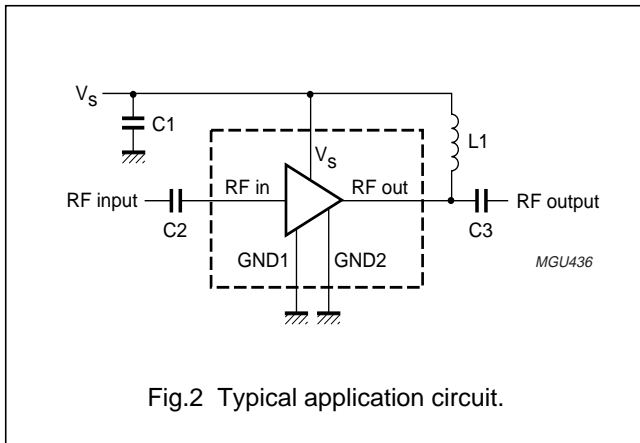 Vs
C1
L1
Vs
RF input
RF in
RF out
RF output
C2
C3
GND1
GND2
MGU436
Fig.2 Typical application circuit.